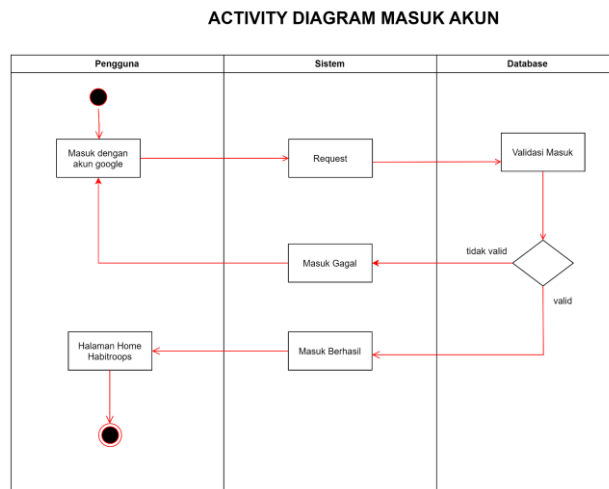 ACTIVITY DIAGRAM MASUK AKUN
Pengguna
Sistem
Database
Masuk dengan
akun google
Request
Validasi Masuk
tidak valid
Masuk Gagal
valid
Halaman Home
Habitroops
Masuk Berhasil